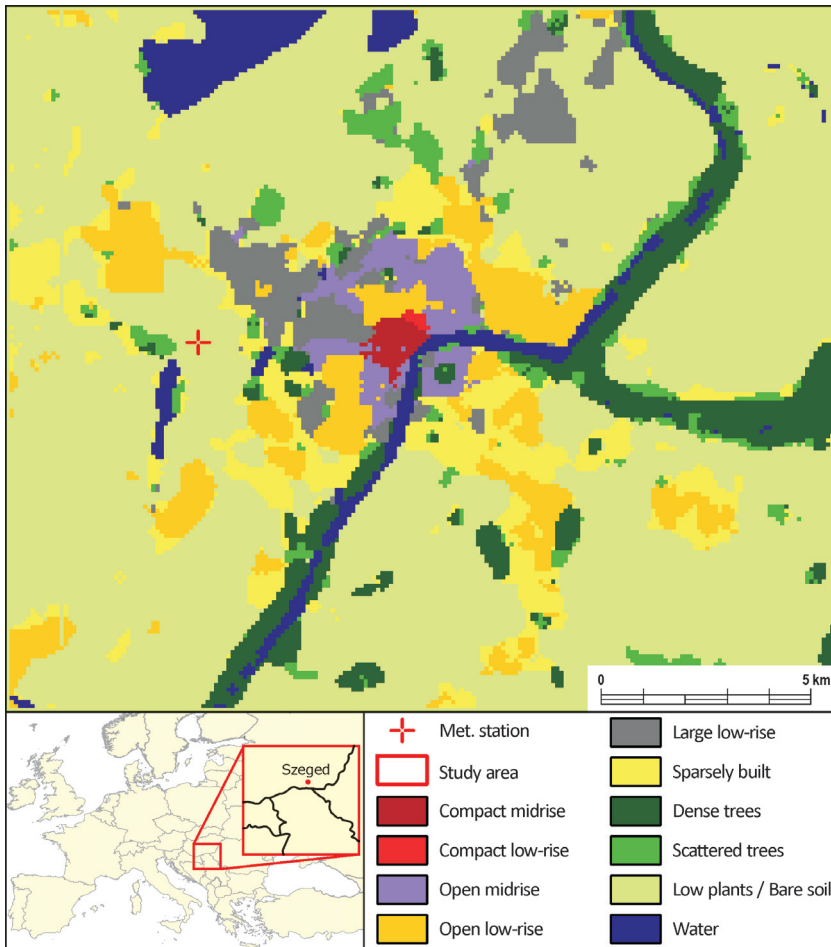 0 5 km
Szeged
Met. station
Study area
Compact midrise
Compact low-rise
Open midrise
Open low-rise
Large low-rise
Sparsely built
Dense trees
Scattered trees
Low plants / Bare soil
Water